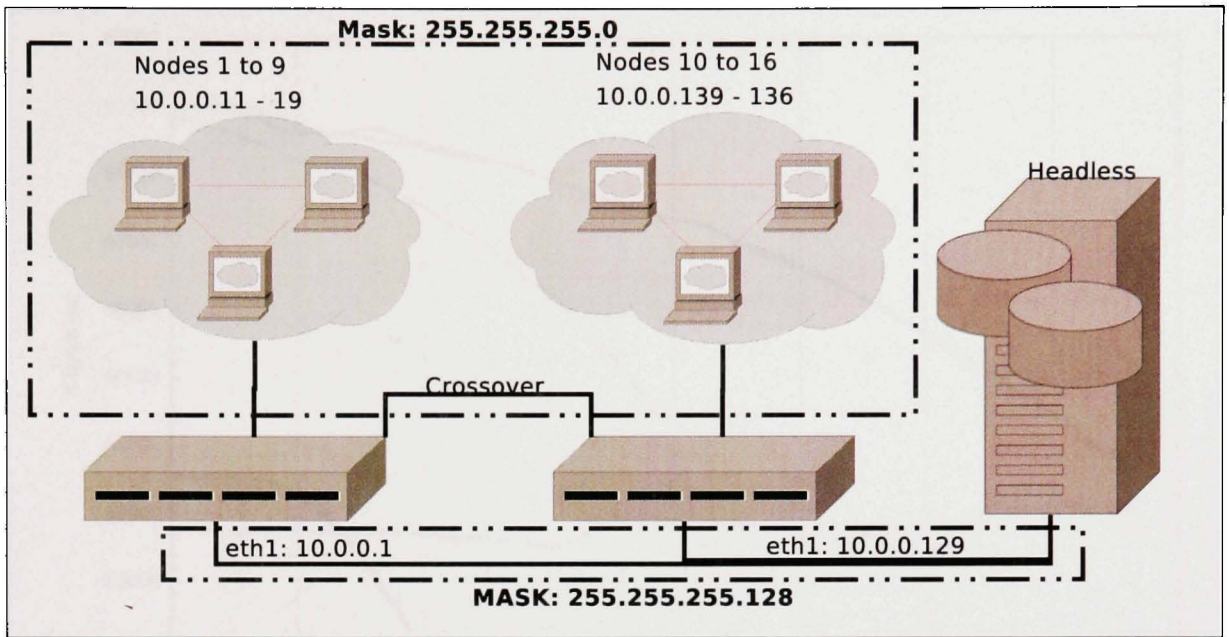 Mask: 255.255.255.0
Nodes 1 to 9
10.0.0.11 - 19
Nodes 10 to 16
10.0.0.139 - 136
Headless
Crossover
eth1: 10.0.0.1
eth1: 10.0.0.129
MASK: 255.255.255.128